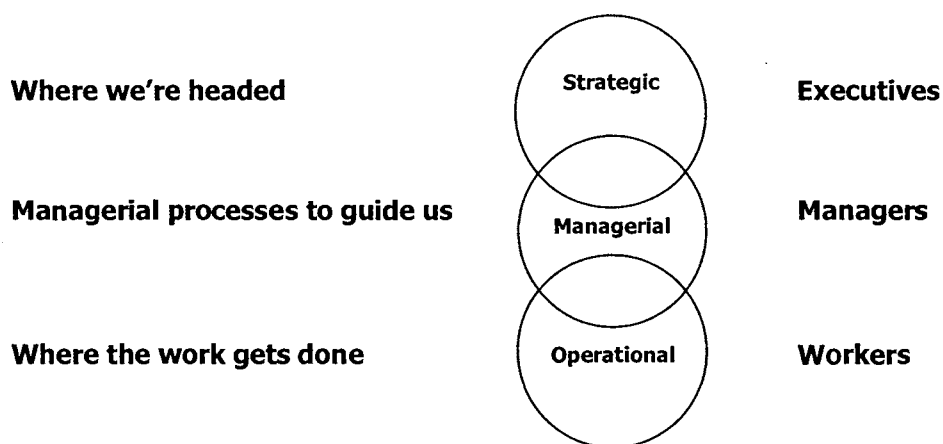 Where we're headed Strategic Executives
Managerial processes to guide us Managerial Managers
Where the work gets done Operational Workers